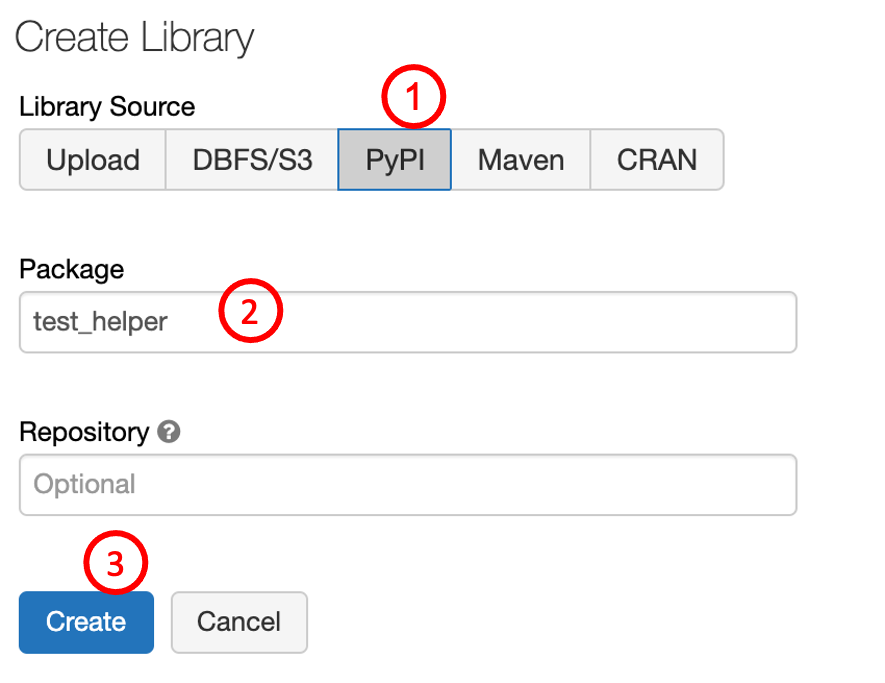 Create Library
1
Library Source
Upload DBFS/S3 PyPI Maven CRAN
Package
2
test_helper
Repository ?
Optional
3
Create Cancel